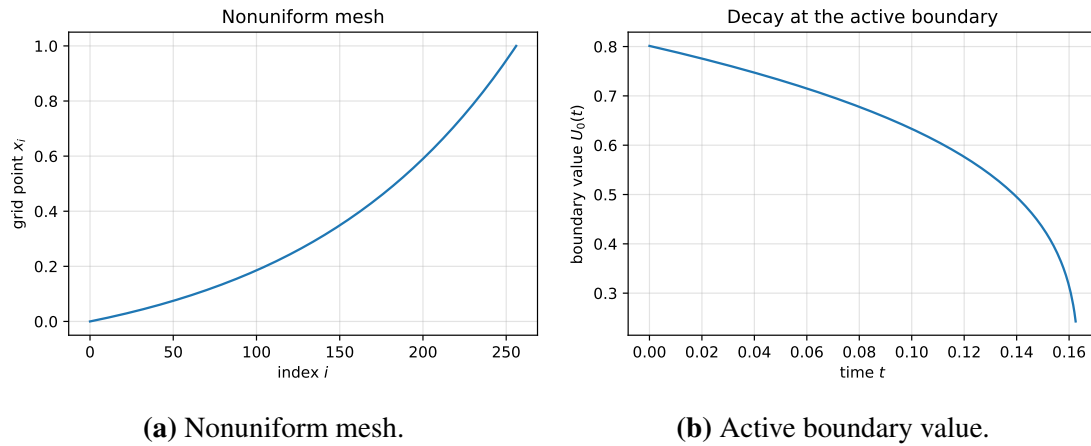 Nonuniform mesh
1.0
0.8
0.6
0.4
0.2
0.0
grid point x_i
0 50 100 150 200 250
index i
(a) Nonuniform mesh.
Decay at the active boundary
0.8
0.7
0.6
0.5
0.4
0.3
boundary value U_0(t)
0.00 0.02 0.04 0.06 0.08 0.10 0.12 0.14 0.16
time t
(b) Active boundary value.